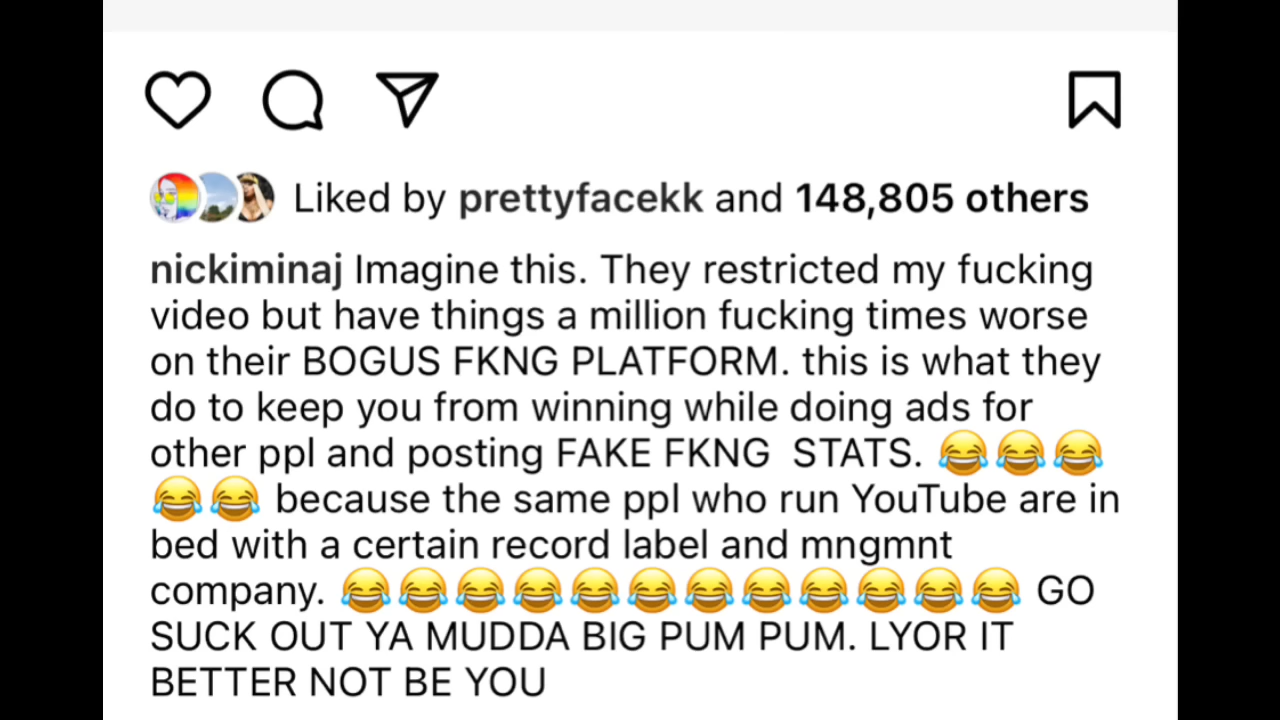 Liked by prettyfacekk and 148,805 others
nickiminaj Imagine this. They restricted my fucking
video but have things a million fucking times worse
on their BOGUS FKNG PLATFORM. this is what they
do to keep you from winning while doing ads for
other ppl and posting FAKE FKNG  STATS. 😂😂😂
😂😂 because the same ppl who run YouTube are in
bed with a certain record label and mngmnt
company. 😂😂😂😂😂😂😂😂😂😂😂😂 GO
SUCK OUT YA MUDDA BIG PUM PUM. LYOR IT
BETTER NOT BE YOU